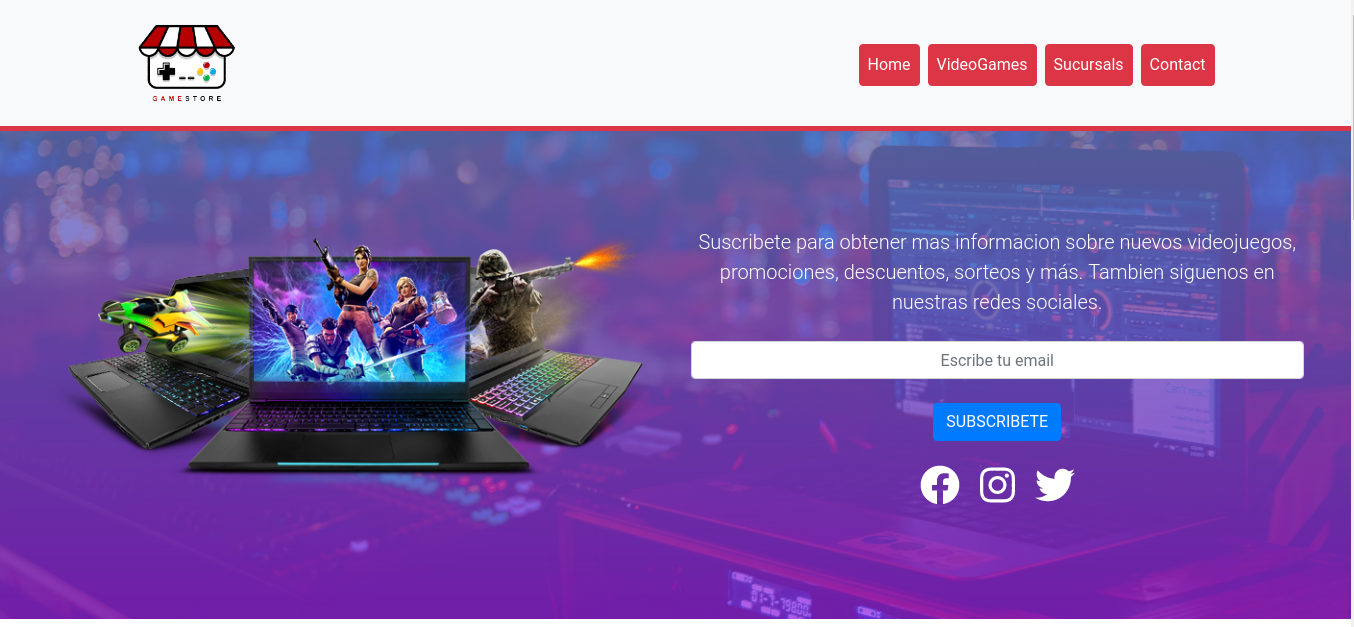 GAMESTORE
Home
VideoGames
Sucursals
Contact
Suscribete para obtener mas informacion sobre nuevos videojuegos,
promociones, descuentos, sorteos y más. Tambien siguenos en
nuestras redes sociales.
Escribe tu email
SUBSCRIBETE